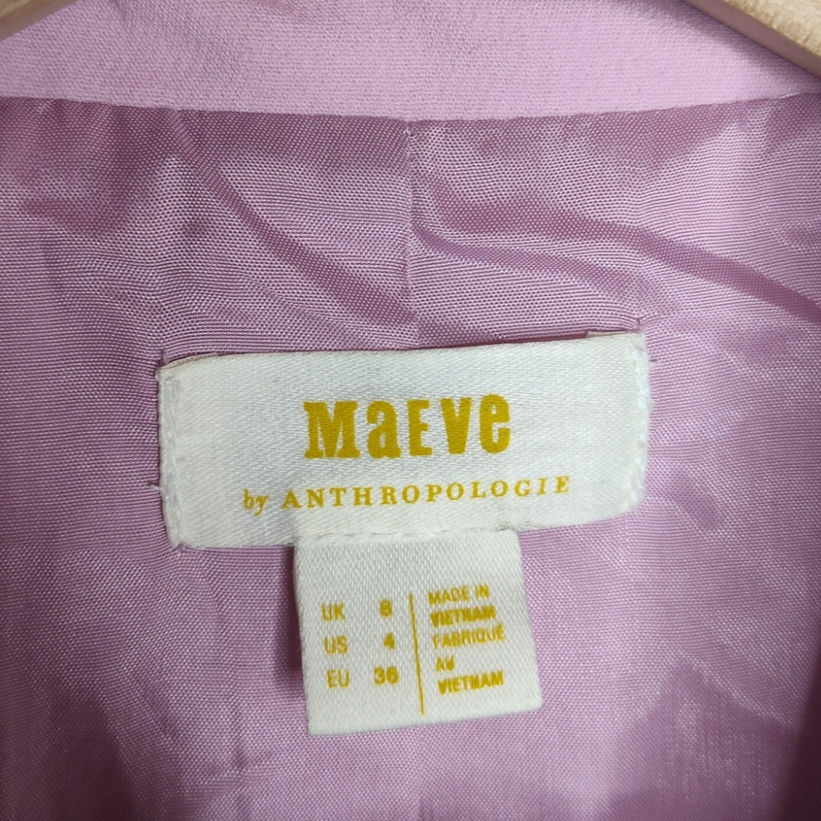 MaEVe
by ANTHROPOLOGIE
UK 8
US 4
EU 36
MADE IN
VIETNAM
FABRIQUÉ
AU
VIETNAM